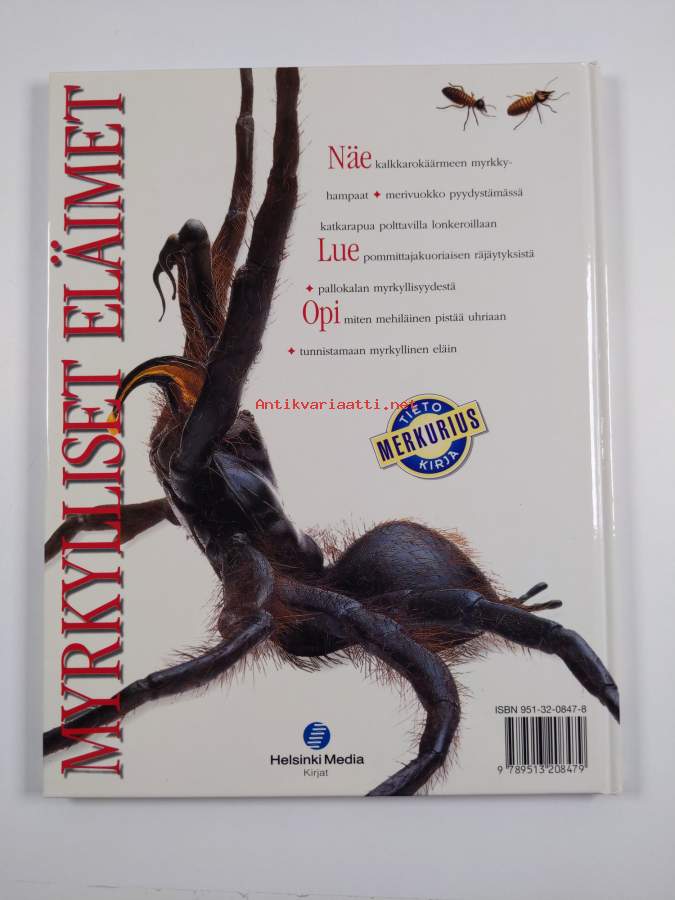 MYRKYLLISET ELÄIMET
Näe kalkkarokäärmeen myrkky-
hampaat ✦ merivuokko pyydystämässä
katkarapua polttavilla lonkeroillaan
Lue pommittajakuoriaisen räjäytyksistä
✦ pallokalan myrkyllisyydestä
Opi miten mehiläinen pistää uhriaan
✦ tunnistamaan myrkyllinen eläin
Antikvariaatti.net
TIETO
MERKURIUS
KIRJA
ISBN 951-32-0847-8
9 789513 208479
Helsinki Media
Kirjat